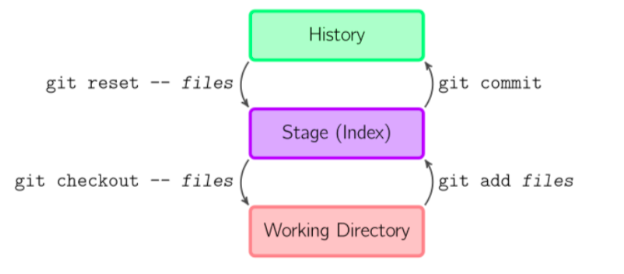 History
git reset -- files
git commit
Stage (Index)
git checkout -- files
git add files
Working Directory